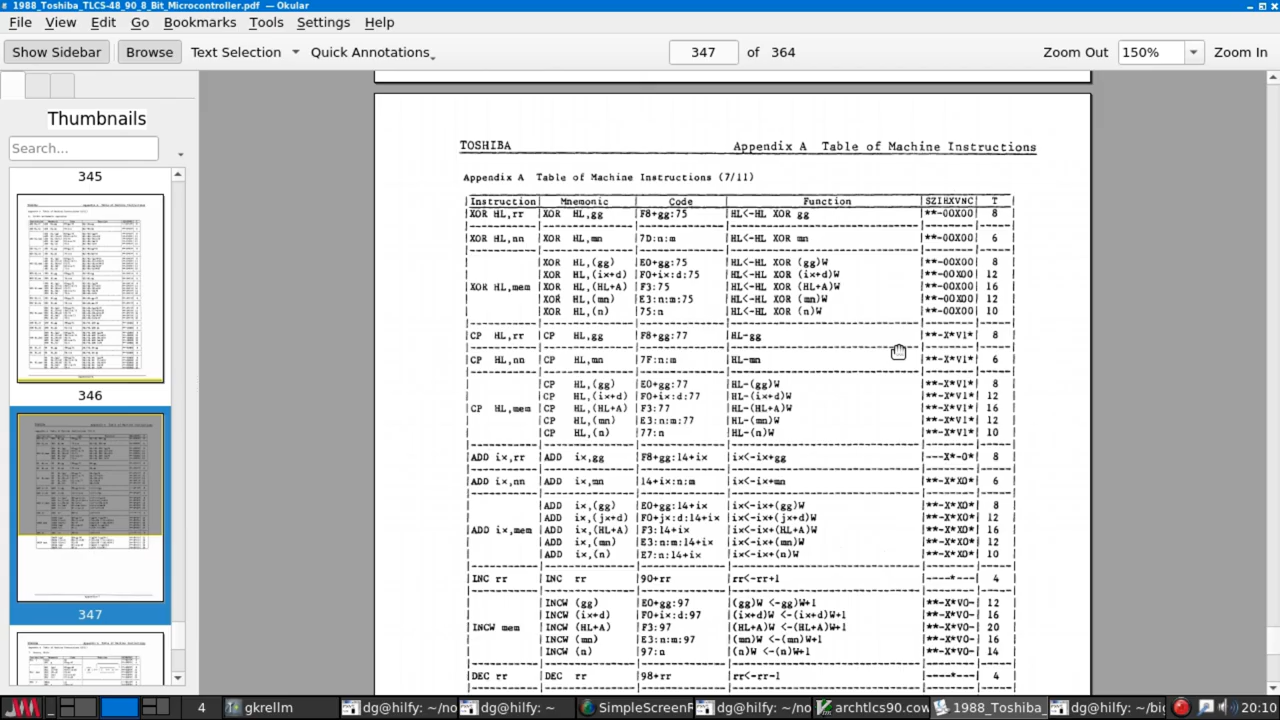 1988_Toshiba_TLCS-48_90_8_Bit_Microcontroller.pdf — Okular
File Edit View Go Bookmarks Tools Settings Help
Show Sidebar Browse Text Selection Quick Annotations 347 of 364 Zoom Out 150% Zoom In
Thumbnails
Search...
345
346
347
TOSHIBA Appendix A Table of Machine Instructions
Appendix A Table of Machine Instructions (7/11)
|Instruction| Mnemonic | Code | Function |SZIHXVNC| T
|XOR HL,rr |XOR HL,gg |F8+gg:75 |HL<-HL XOR gg |**-00X00| 8
|XOR HL,nn |XOR HL,mn |7D:n:m |HL<-HL XOR mn |**-00X00| 6
|XOR HL,(gg) |E0+gg:75 |HL<-HL XOR (gg)W |**-00X00| 8
|XOR HL,(ix+d) |F0+ix:d:75 |HL<-HL XOR (ix+d)W |**-00X00| 12
|XOR HL,mem |XOR HL,(HL+A) |F3:75 |HL<-HL XOR (HL+A)W |**-00X00| 16
|XOR HL,(mn) |E3:n:m:75 |HL<-HL XOR (mn)W |**-00X00| 12
|XOR HL,(n) |75:n |HL<-HL XOR (n)W |**-00X00| 10
|CP HL,rr |CP HL,gg |F8+gg:77 |HL-gg |**-X*V1*| 8
|CP HL,nn |CP HL,mn |7F:n:m |HL-mn |**-X*V1*| 6
|CP HL,(gg) |E0+gg:77 |HL-(gg)W |**-X*V1*| 8
|CP HL,(ix+d) |F0+ix:d:77 |HL-(ix+d)W |**-X*V1*| 12
|CP HL,mem |CP HL,(HL+A) |F3:77 |HL-(HL+A)W |**-X*V1*| 16
|CP HL,(mn) |E3:n:m:77 |HL-(mn)W |**-X*V1*| 12
|CP HL,(n) |77:n |HL-(n)W |**-X*V1*| 10
|ADD ix,rr |ADD ix,gg |F8+gg:14+ix |ix<-ix+gg |---X*-0*| 8
|ADD ix,nn |ADD ix,mn |14+ix:n:m |ix<-ix+mn |**-X*X0*| 6
|ADD ix,(gg) |E0+gg:14+ix |ix<-ix+(gg)W |**-X*X0*| 8
|ADD ix,(jx+d) |F0+jx:d:14+ix |ix<-ix+(jx+d)W |**-X*X0*| 12
|ADD ix,mem |ADD ix,(HL+A) |F3:14+ix |ix<-ix+(HL+A)W |**-X*X0*| 16
|ADD ix,(mn) |E3:n:m:14+ix |ix<-ix+(mn)W |**-X*X0*| 12
|ADD ix,(n) |E7:n:14+ix |ix<-ix+(n)W |**-X*X0*| 10
|INC rr |INC rr |90+rr |rr<-rr+1 |----*---| 4
|INCW (gg) |E0+gg:97 |(gg)W <-gg)W+1 |**-X*V0-| 12
|INCW (ix+d) |F0+ix:d:97 |(ix+d)W <-(ix+d)W+1 |**-X*V0-| 16
|INCW mem |INCW (HL+A) |F3:97 |(HL+A)W <-(HL+A)W+1 |**-X*V0-| 20
|INCW (mn) |E3:n:m:97 |(mn)W <-(mn)W+1 |**-X*V0-| 16
|INCW (n) |97:n |(n)W <-(n)W+1 |**-X*V0-| 14
|DEC rr |DEC rr |98+rr |rr<-rr-1 |----*---| 4
4 gkrellm dg@hilfy: ~/no dg@hilfy: ~ SimpleScreenR dg@hilfy: ~/no archtlcs90.cow 1988_Toshiba_ dg@hilfy: ~/big 20:10